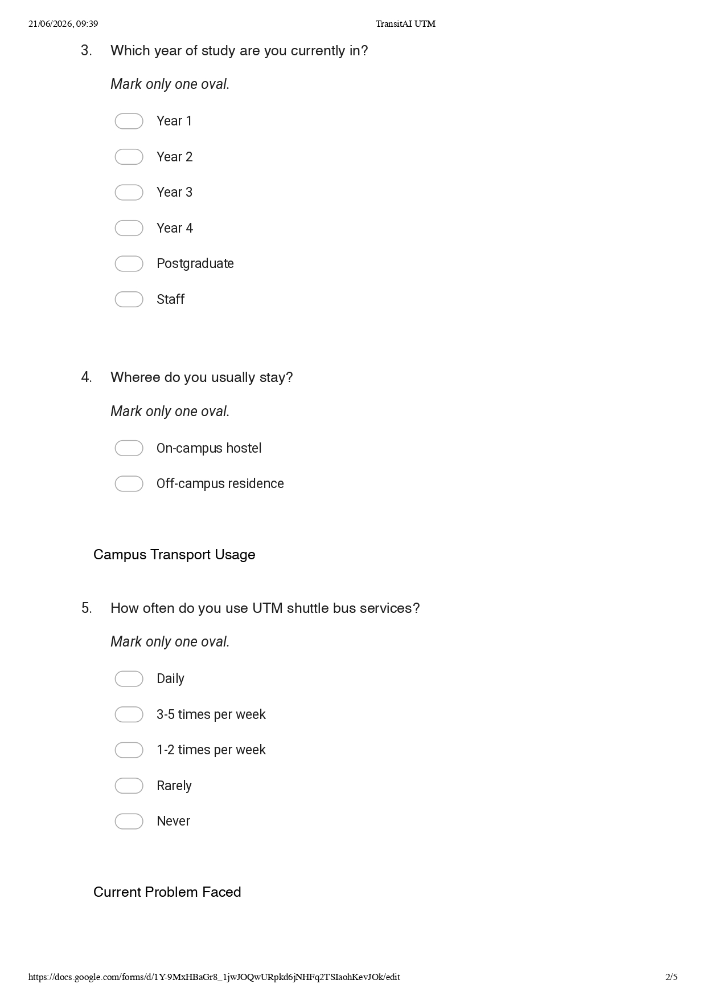 21/06/2026, 09:39 TransitAI UTM
3. Which year of study are you currently in?
Mark only one oval.
Year 1
Year 2
Year 3
Year 4
Postgraduate
Staff
4. Wheree do you usually stay?
Mark only one oval.
On-campus hostel
Off-campus residence
Campus Transport Usage
5. How often do you use UTM shuttle bus services?
Mark only one oval.
Daily
3-5 times per week
1-2 times per week
Rarely
Never
Current Problem Faced
https://docs.google.com/forms/d/1Y-9MxHBaGr8_1jwJOQwURpkd6jNHFq2TSIaohKevJOk/edit 2/5